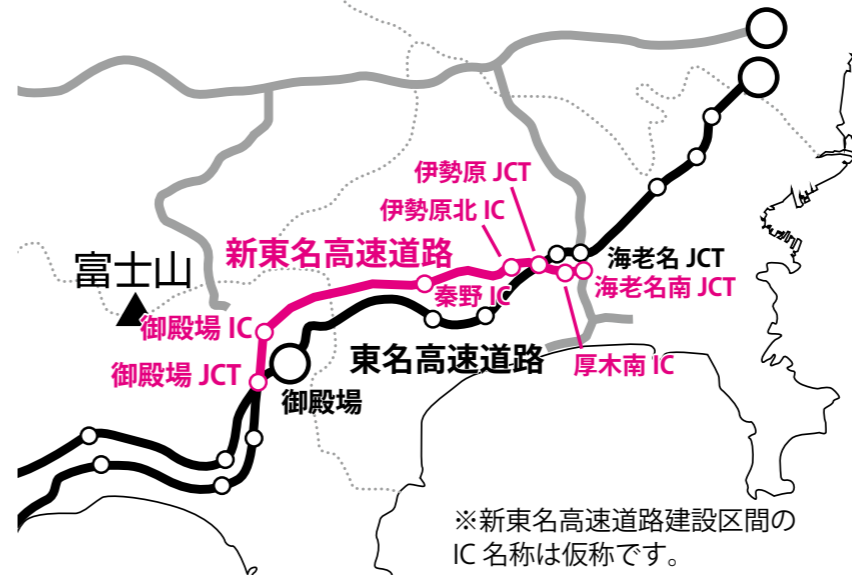 伊勢原 JCT
伊勢原北 IC
新東名高速道路
富士山
海老名 JCT
秦野 IC
海老名南 JCT
御殿場 IC
東名高速道路
厚木南 IC
御殿場 JCT
御殿場
※新東名高速道路建設区間の
IC 名称は仮称です。